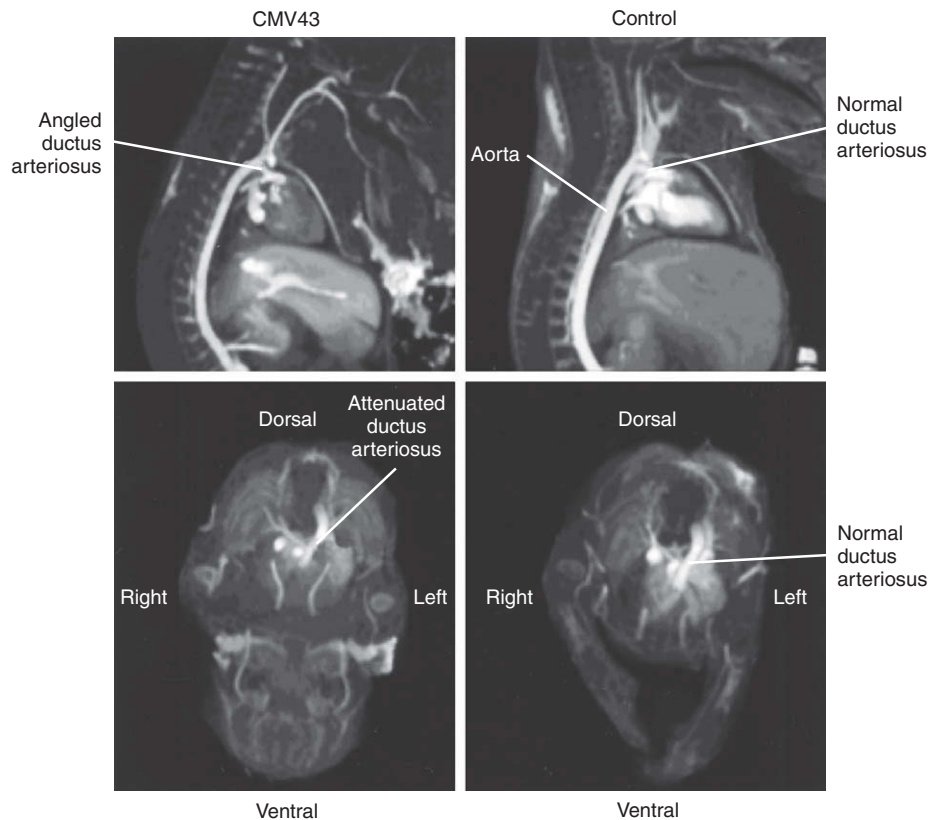 CMV43
Control
Angled
ductus
arteriosus
Aorta
Normal
ductus
arteriosus
Dorsal
Attenuated
ductus
arteriosus
Right
Left
Ventral
Dorsal
Right
Left
Normal
ductus
arteriosus
Ventral